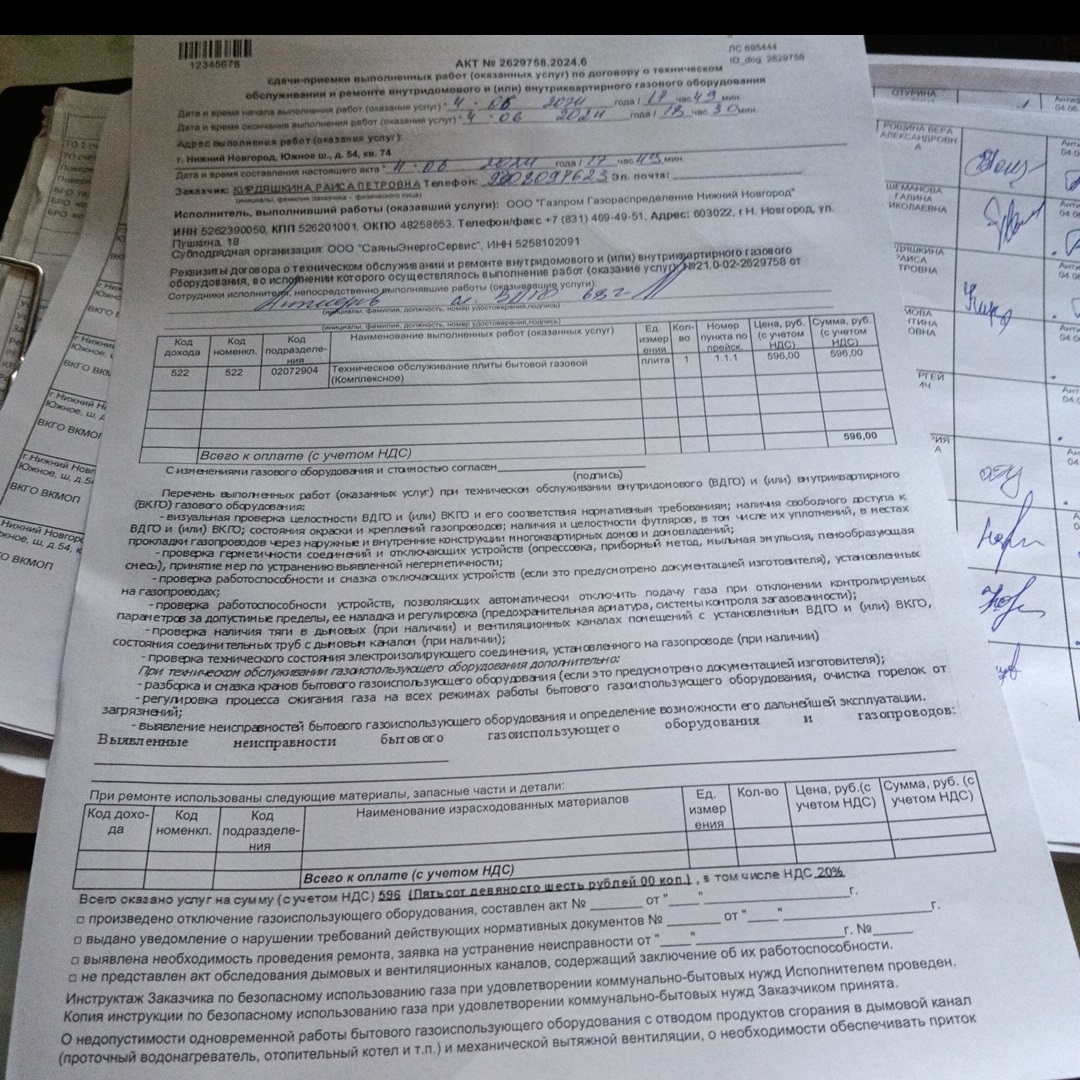 12345678
ЛС 695444
ID_dog 2629758
АКТ № 2629758.2024.6
сдачи-приемки выполненных работ (оказанных услуг) по договору о техническом
обслуживании и ремонте внутридомового и (или) внутриквартирного газового оборудования
Дата и время начала выполнения работ (оказания услуг) " 4 - 06 2024 года / 17 час 49 мин.
Дата и время окончания выполнения работ (оказания услуг) " 4 - 06 2024 года / час 30 мин.
Адрес выполнения работ (оказания услуг):
г. Нижний Новгород, Южное ш., д. 54, кв. 74
Дата и время составления настоящего акта " 4 - 06 2024 года / 17 час 45 мин.
Заказчик: КИРДЯШКИНА РАИСА ПЕТРОВНА Телефон: Эл. почта:
(инициалы, фамилия заказчика - физического лица)
Исполнитель, выполнивший работы (оказавший услуги): ООО "Газпром Газораспределение Нижний Новгород"
ИНН 5262390050, КПП 526201001, ОКПО 48258653, Телефон/факс +7 (831) 469-49-51, Адрес: 603022, г Н. Новгород, ул.
Пушкина, 18
Субподрядная организация: ООО "СаяныЭнергоСервис", ИНН 5258102091
Реквизиты договора о техническом обслуживании и ремонте внутридомового и (или) внутриквартирного газового
оборудования, во исполнении которого осуществлялось выполнение работ (оказание услуг) №21.0-02-2629758 от
Сотрудники исполнителя, непосредственно выполнявшие работы (оказывавшие услуги)
(инициалы, фамилия, должность, номер удостоверения,подпись)
(инициалы, фамилия, должность, номер удостоверения,подпись)
Код дохода Код номенкл. Код подразделения Наименование выполненных работ (оказанных услуг) Ед. измерения Кол-во Номер пункта по прейск. Цена, руб. (с учетом НДС) Сумма, руб. (с учетом НДС)
522 522 02072904 Техническое обслуживание плиты бытовой газовой (Комплексное) плита 1 1.1.1 596,00 596,00
Всего к оплате (с учетом НДС) 596,00
С изменениями газового оборудования и стоимостью согласен
(подпись)
Перечень выполненных работ (оказанных услуг) при техническом обслуживании внутридомового (ВДГО) и (или) внутриквартирного
(ВКГО) газового оборудования:
- визуальная проверка целостности ВДГО и (или) ВКГО и его соответствия нормативным требованиям; наличия свободного доступа к
ВДГО и (или) ВКГО; состояния окраски и креплений газопроводов; наличия и целостности футляров, в том числе их уплотнений, в местах
прокладки газопроводов через наружные и внутренние конструкции многоквартирных домов и домовладений;
- проверка герметичности соединений и отключающих устройств (опрессовка, приборный метод, мыльная эмульсия, пенообразующая
смесь), принятие мер по устранению выявленной негерметичности;
- проверка работоспособности и смазка отключающих устройств (если это предусмотрено документацией изготовителя), установленных
на газопроводах;
- проверка работоспособности устройств, позволяющих автоматически отключить подачу газа при отклонении контролируемых
параметров за допустимые пределы, ее наладка и регулировка (предохранительная арматура, системы контроля загазованности);
- проверка наличия тяги в дымовых (при наличии) и вентиляционных каналах помещений с установленным ВДГО и (или) ВКГО,
состояния соединительных труб с дымовым каналом (при наличии);
- проверка технического состояния электроизолирующего соединения, установленного на газопроводе (при наличии)
При техническом обслуживании газоиспользующего оборудования дополнительно:
- разборка и смазка кранов бытового газоиспользующего оборудования (если это предусмотрено документацией изготовителя);
- регулировка процесса сжигания газа на всех режимах работы бытового газоиспользующего оборудования, очистка горелок от
загрязнений;
- выявление неисправностей бытового газоиспользующего оборудования и определение возможности его дальнейшей эксплуатации.
Выявленные неисправности бытового газоиспользующего оборудования и газопроводов:
При ремонте использованы следующие материалы, запасные части и детали:
Код дохо-да Код номенкл. Код подразделе-ния Наименование израсходованных материалов Ед. измерения Кол-во Цена, руб.(с учетом НДС) Сумма, руб. (с учетом НДС)
Всего к оплате (с учетом НДС)
Всего оказано услуг на сумму (с учетом НДС) 596 (Пятьсот девяносто шесть рублей 00 коп.) , в том числе НДС 20%
□ произведено отключение газоиспользующего оборудования, составлен акт № от "____" г.
□ выдано уведомление о нарушении требований действующих нормативных документов № от "____" г.
□ выявлена необходимость проведения ремонта, заявка на устранение неисправности от "____" г. №
□ не представлен акт обследования дымовых и вентиляционных каналов, содержащий заключение об их работоспособности.
Инструктаж Заказчика по безопасному использованию газа при удовлетворении коммунально-бытовых нужд Исполнителем проведен.
Копия инструкции по безопасному использованию газа при удовлетворении коммунально-бытовых нужд Заказчиком принята.
О недопустимости одновременной работы бытового газоиспользующего оборудования с отводом продуктов сгорания в дымовой канал
(проточный водонагреватель, отопительный котел и т.п.) и механической вытяжной вентиляции, о необходимости обеспечивать приток